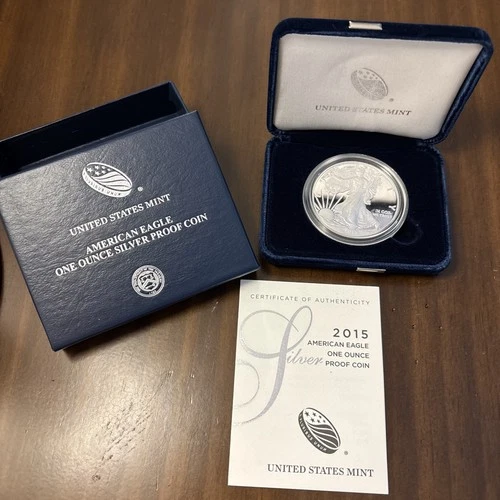 UNITED STATES MINT
UNITED STATES MINT
AMERICAN EAGLE
ONE OUNCE SILVER PROOF COIN
CERTIFICATE OF AUTHENTICITY
2015
AMERICAN EAGLE
Silver
ONE OUNCE
PROOF COIN
UNITED STATES MINT